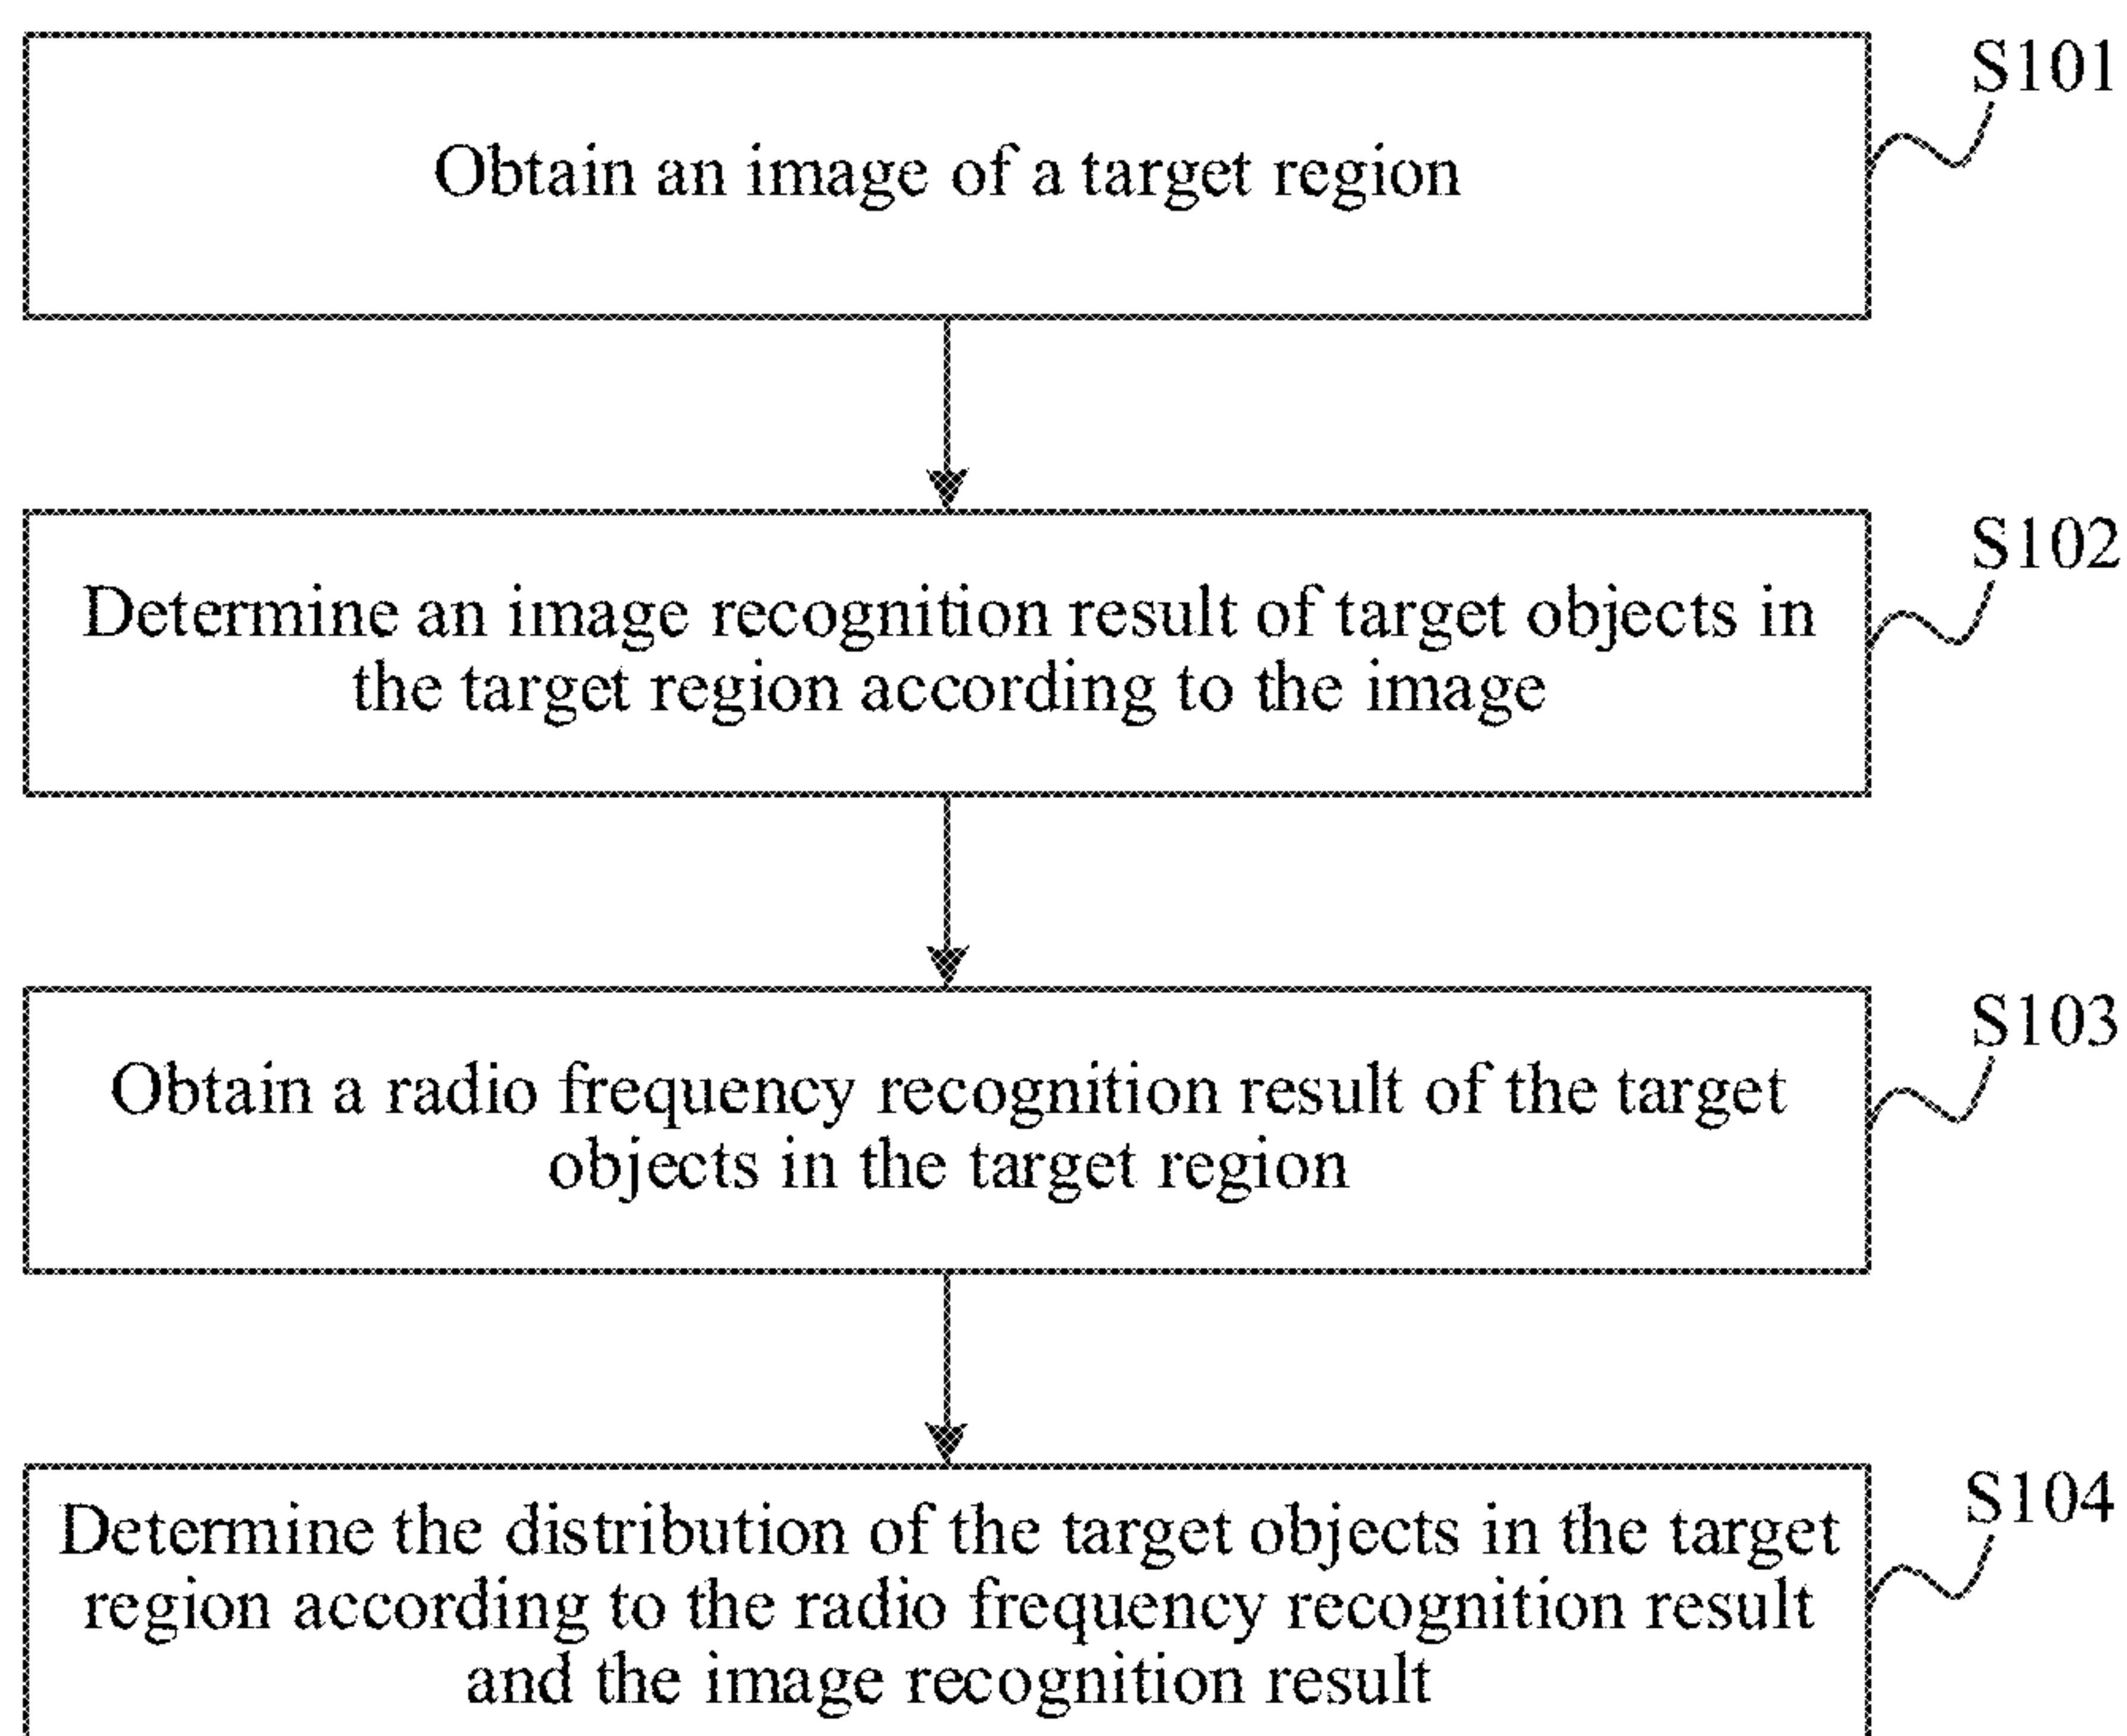 S101
Obtain an image of a target region
S102
Determine an image recognition result of target objects in
the target region according to the image
S103
Obtain a radio frequency recognition result of the target
objects in the target region
S104
Determine the distribution of the target objects in the target
region according to the radio frequency recognition result
and the image recognition result